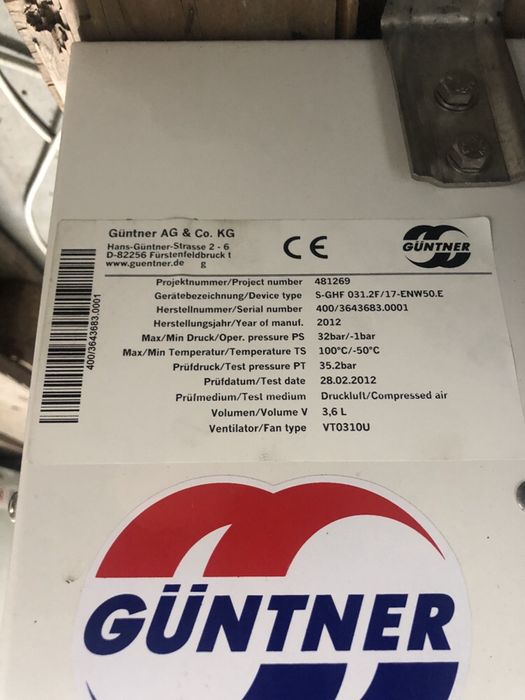 Güntner AG & Co. KG
Hans-Güntner-Strasse 2 - 6
D-82256 Fürstenfeldbruck t
www.guentner.de g
GÜNTNER
400/3643683.0001
Projektnummer/Project number 481269
Gerätebezeichnung/Device type S-GHF 031.2F/17-ENW50.E
Herstellnummer/Serial number 400/3643683.0001
Herstellungsjahr/Year of manuf. 2012
Max/Min Druck/Oper. pressure PS 32bar/-1bar
Max/Min Temperatur/Temperature TS 100°C/-50°C
Prüfdruck/Test pressure PT 35.2bar
Prüfdatum/Test date 28.02.2012
Prüfmedium/Test medium Druckluft/Compressed air
Volumen/Volume V 3,6 L
Ventilator/Fan type VT0310U
GÜNTNER